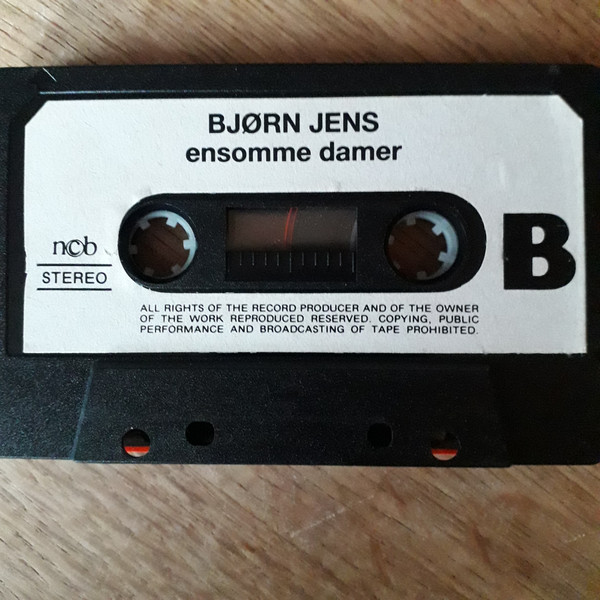 BJØRN JENS
ensomme damer
ncb
STEREO
B
ALL RIGHTS OF THE RECORD PRODUCER AND OF THE OWNER
OF THE WORK REPRODUCED RESERVED. COPYING, PUBLIC
PERFORMANCE AND BROADCASTING OF TAPE PROHIBITED.